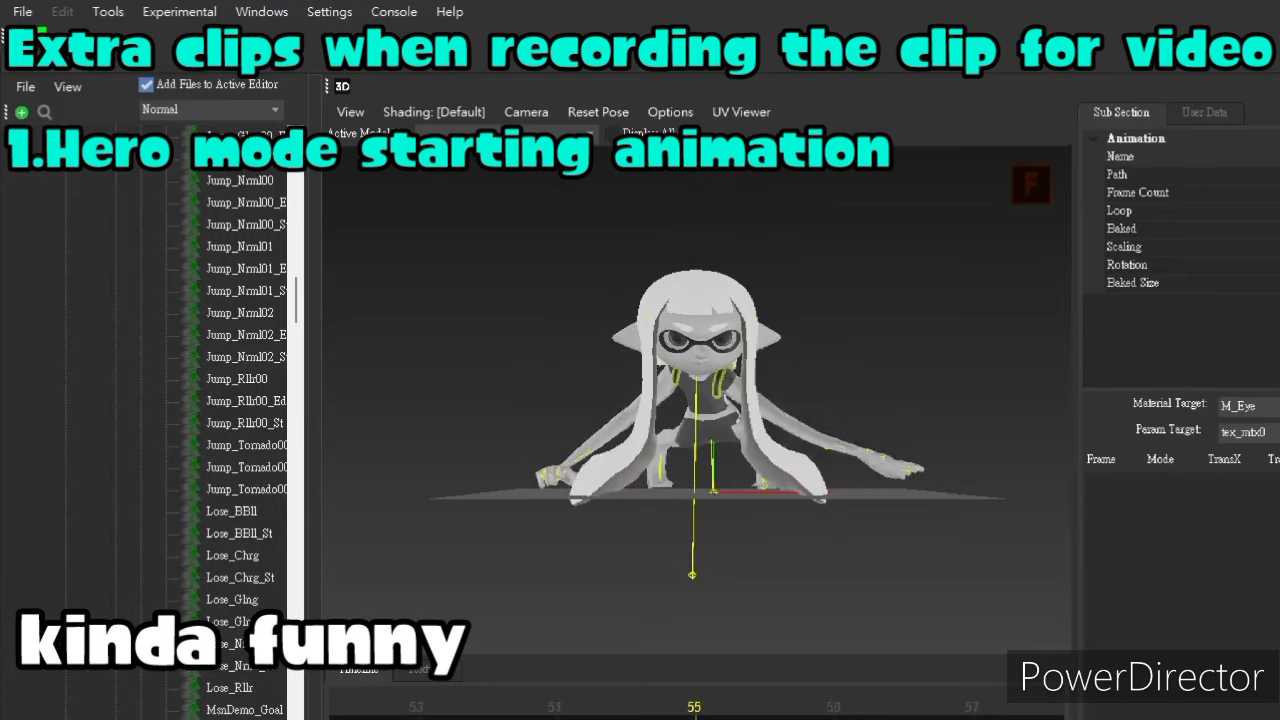 File Edit Tools Experimental Windows Settings Console Help
Extra clips when recording the clip for video
File View
Add Files to Active Editor
Normal
3D
View Shading: [Default] Camera Reset Pose Options UV Viewer
1.Hero mode starting animation
Jump_Nrml00
Jump_Nrml00_E
Jump_Nrml00_S
Jump_Nrml01
Jump_Nrml01_E
Jump_Nrml01_S
Jump_Nrml02
Jump_Nrml02_E
Jump_Nrml02_S
Jump_Rllr00
Jump_Rllr00_Ed
Jump_Rllr00_St
Jump_Tornado00
Jump_Tornado00
Jump_Tornado00
Lose_BBll
Lose_BBll_St
Lose_Chrg
Lose_Chrg_St
Lose_Glng
Lose_Rllr
MsnDemo_Goal
F
Sub Section User Data
Animation
Name
Path
Frame Count
Loop
Baked
Scaling
Rotation
Baked Size
Material Target: M_Eye
Param Target: tex_mtx0
Frame Mode TransX
kinda funny
PowerDirector
53 54 55 56 57